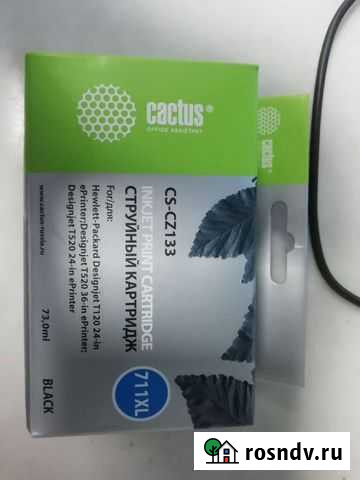 cactus®
OFFICE ASSISTANT
CS-CZ133
INKJET PRINT CARTRIDGE
СТРУЙНЫЙ КАРТРИДЖ
For/для:
Hewlett-Packard Designjet T120 24-in
ePrinter;Designjet T520 36-in ePrinter;
Designjet T520 24-in ePrinter
711XL
www.cactus-russia.ru
73,0ml
BLACK
rosndv.ru